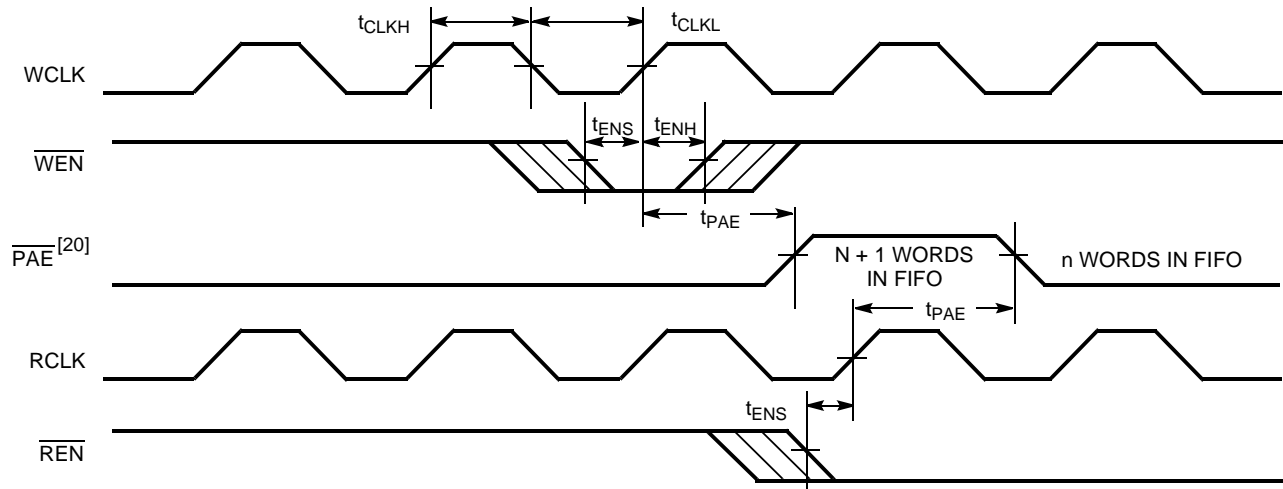 tCLKH
tCLKL
WCLK
tENS
tENH
WEN
tPAE
PAE[20]
N + 1 WORDS
IN FIFO
n WORDS IN FIFO
tPAE
RCLK
tENS
REN